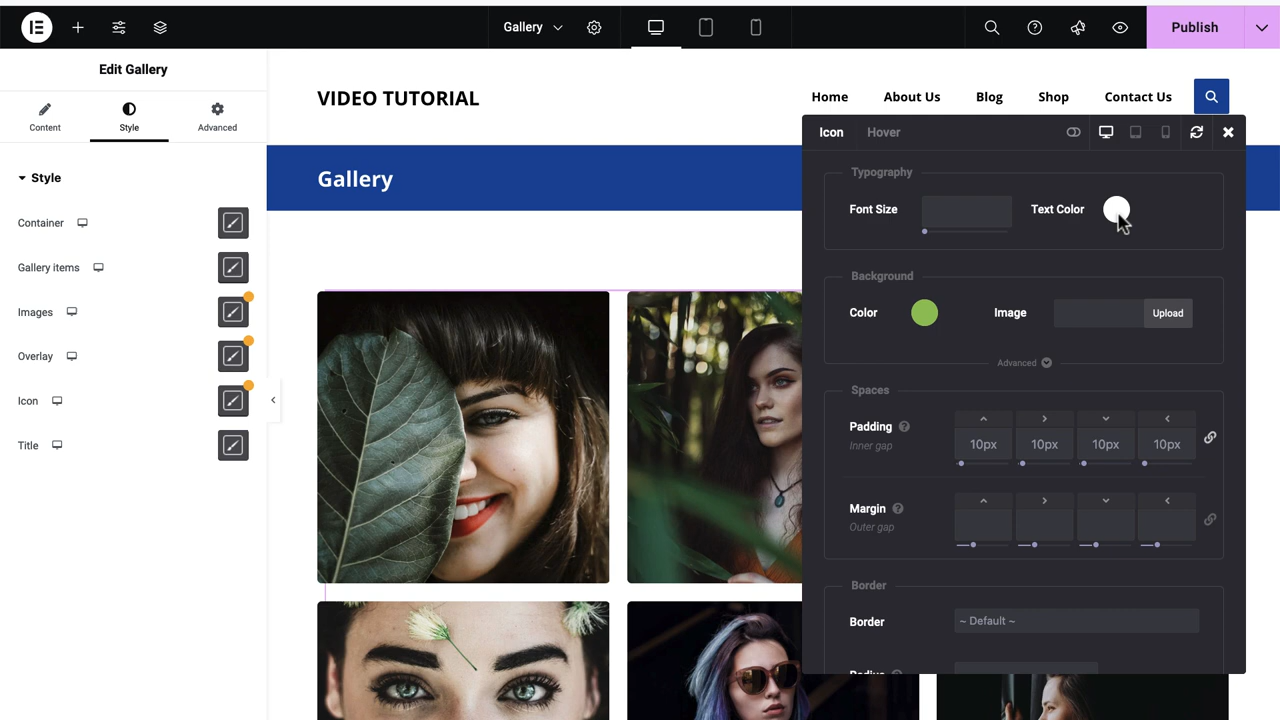 Gallery
Publish
Edit Gallery
Content
Style
Advanced
Style
Container
Gallery items
Images
Overlay
Icon
Title
VIDEO TUTORIAL
Home
About Us
Blog
Shop
Contact Us
Gallery
Icon
Hover
Typography
Font Size
Text Color
Background
Color
Image
Upload
Advanced
Spaces
Padding
Inner gap
10px
10px
10px
10px
Margin
Outer gap
Border
Border
~ Default ~
Radius